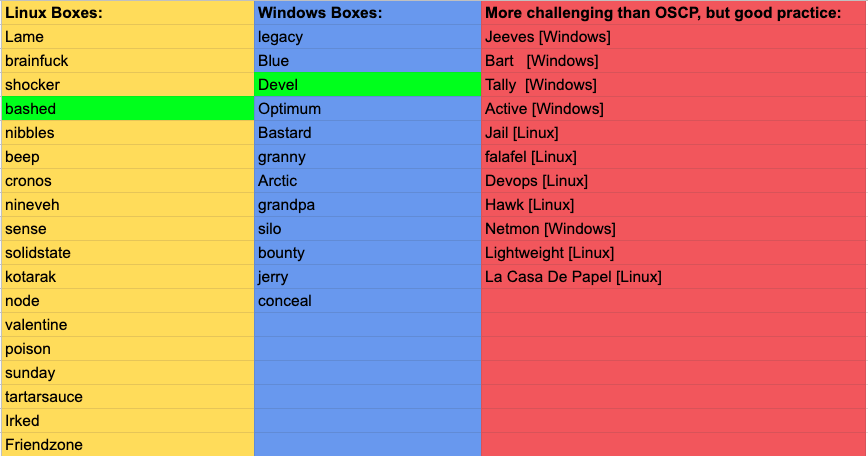 Linux Boxes: Windows Boxes: More challenging than OSCP, but good practice:
Lame legacy Jeeves [Windows]
brainfuck Blue Bart [Windows]
shocker Devel Tally [Windows]
bashed Optimum Active [Windows]
nibbles Bastard Jail [Linux]
beep granny falafel [Linux]
cronos Arctic Devops [Linux]
nineveh grandpa Hawk [Linux]
sense silo Netmon [Windows]
solidstate bounty Lightweight [Linux]
kotarak jerry La Casa De Papel [Linux]
node conceal
valentine
poison
sunday
tartarsauce
Irked
Friendzone